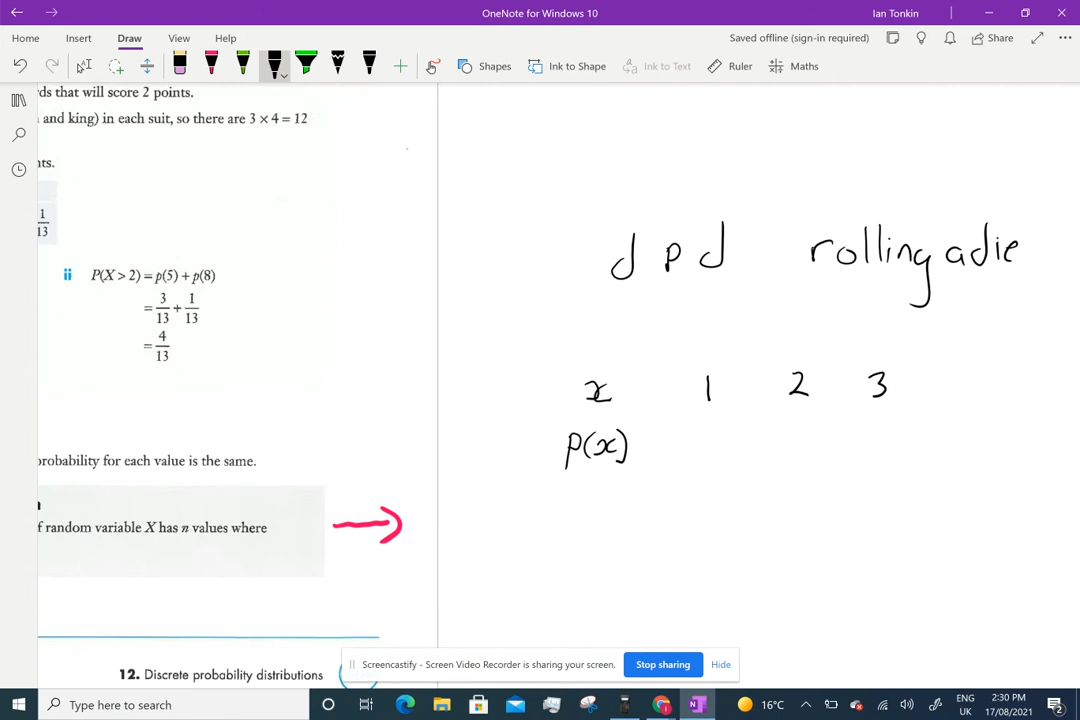 OneNote for Windows 10
Ian Tonkin
Home Insert Draw View Help
Saved offline (sign-in required)
Share
Ink to Shape
Shapes
Ink to Text
Ruler
Maths
ds that will score 2 points.
and king) in each suit, so there are 3 × 4 = 12
nts.
1
13
ii P(X > 2) = p(5) + p(8)
= 3/13 + 1/13
= 4/13
d p d rolling a die
x 1 2 3
p(x)
probability for each value is the same.
n
f random variable X has n values where
12. Discrete probability distributions
Screencastify - Screen Video Recorder is sharing your screen.
Stop sharing
Hide
Type here to search
16°C
ENG
UK
2:30 PM
17/08/2021
2